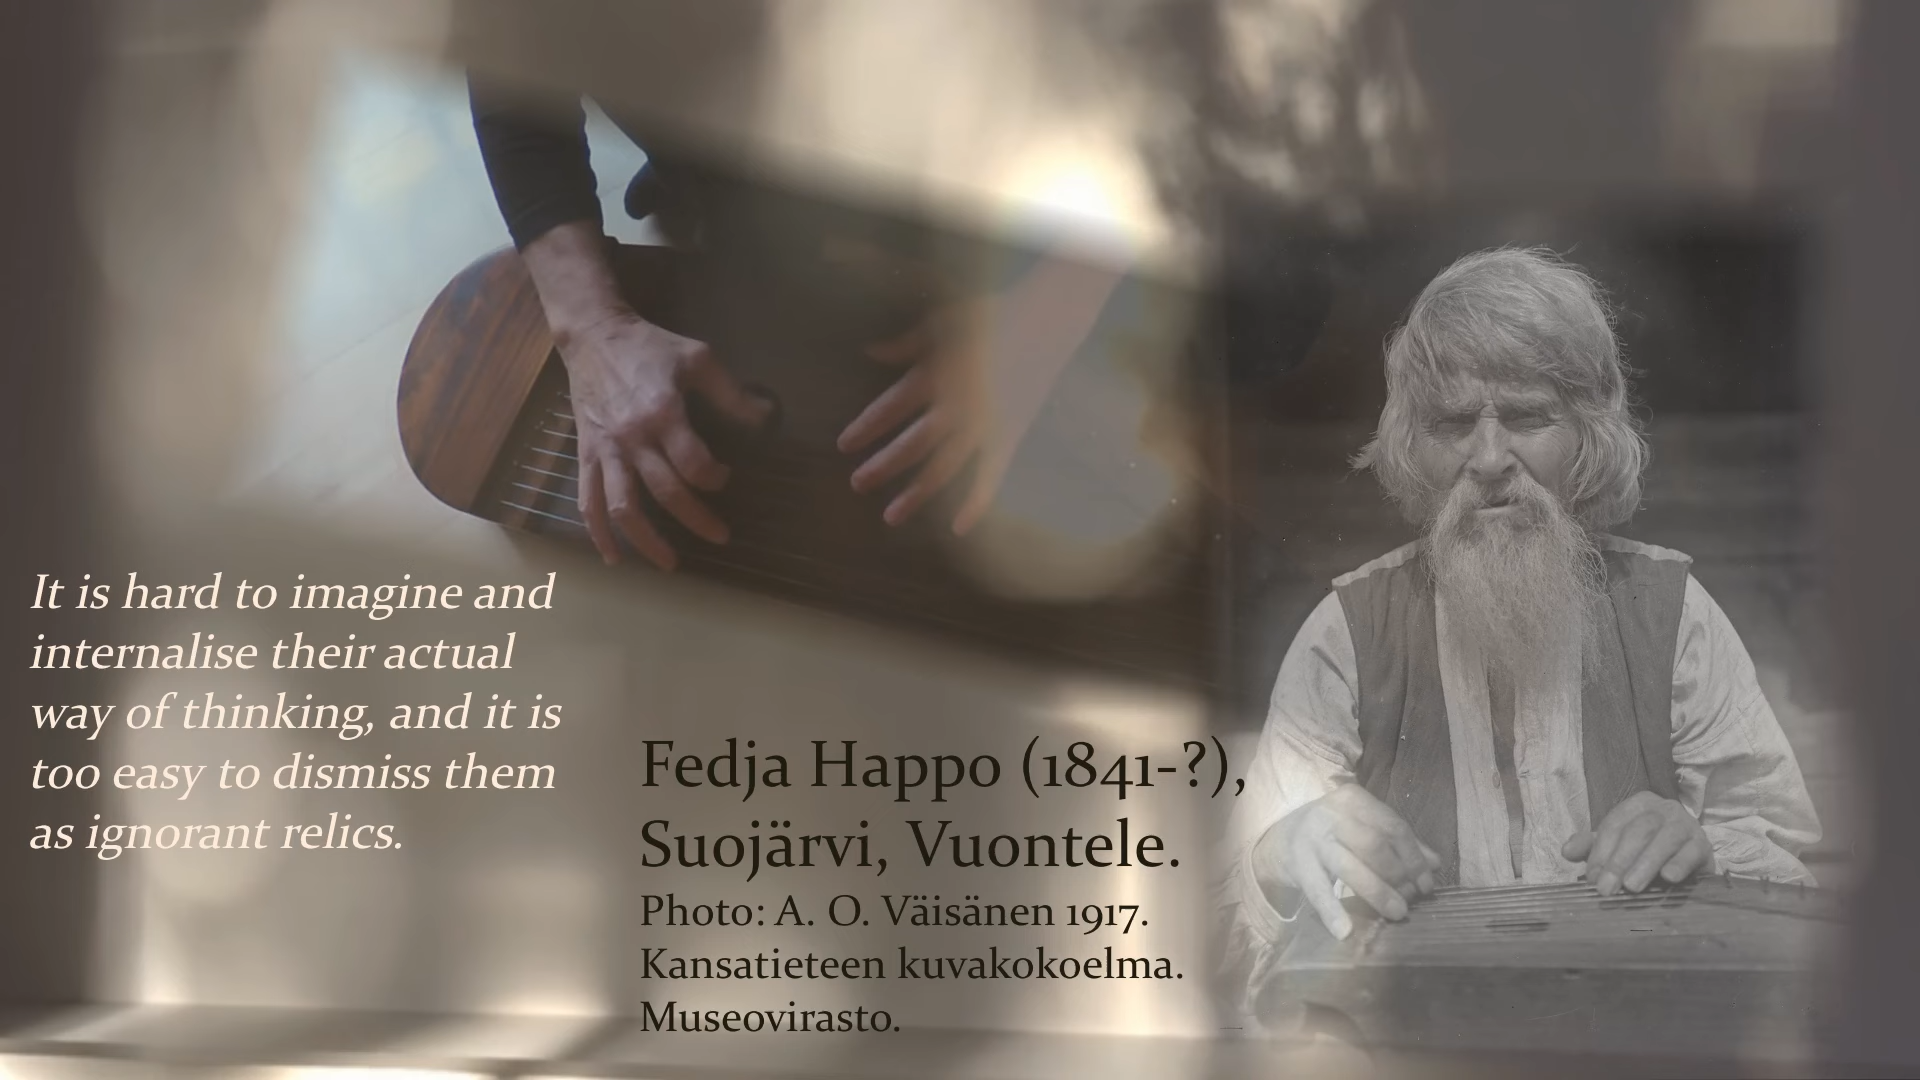 It is hard to imagine and
internalise their actual
way of thinking, and it is
too easy to dismiss them
as ignorant relics.
Fedja Happo (1841-?),
Suojärvi, Vuontele.
Photo: A. O. Väisänen 1917.
Kansatieteen kuvakokoelma.
Museovirasto.